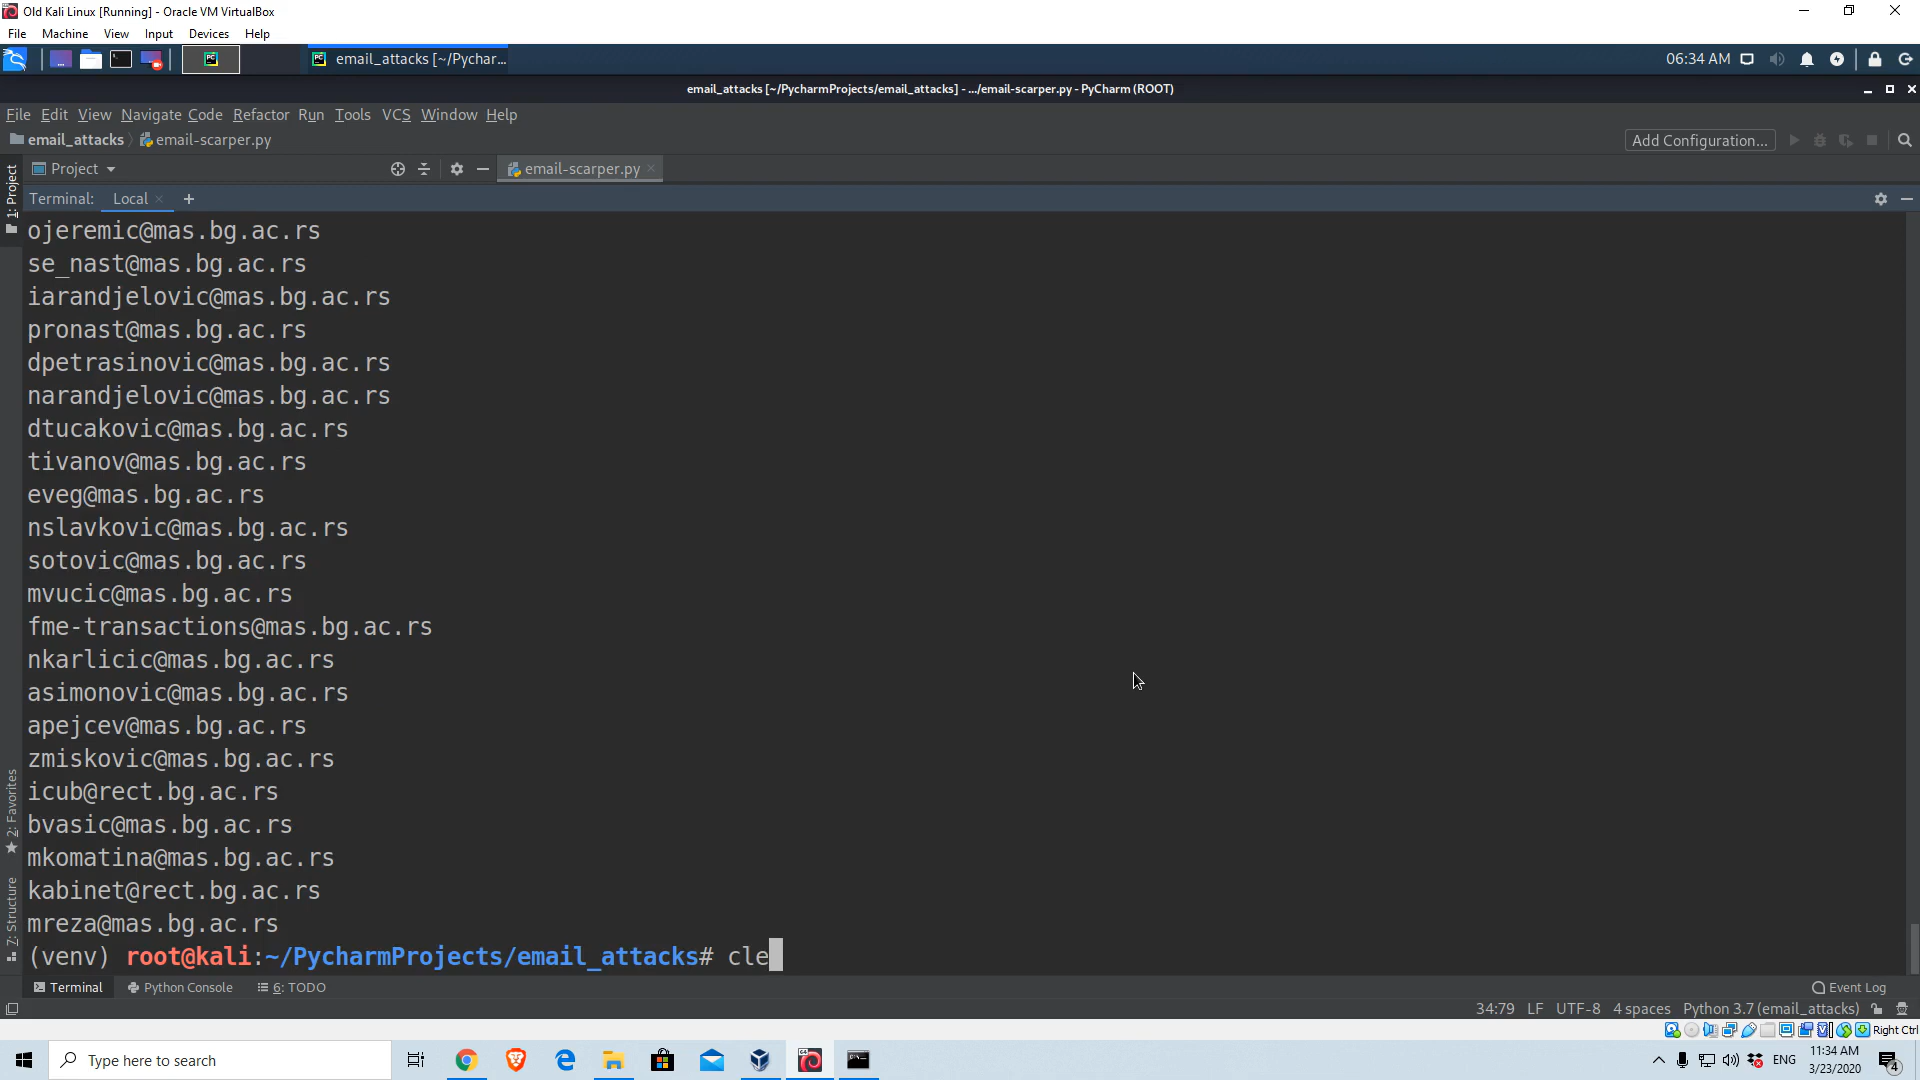 Old Kali Linux [Running] - Oracle VM VirtualBox
File Machine View Input Devices Help
email_attacks [~/Pychar... 06:34 AM
email_attacks [~/PycharmProjects/email_attacks] - .../email-scarper.py - PyCharm (ROOT)
File Edit View Navigate Code Refactor Run Tools VCS Window Help
email_attacks email-scarper.py Add Configuration...
1: Project
Project email-scarper.py
Terminal: Local +
ojeremic@mas.bg.ac.rs
se_nast@mas.bg.ac.rs
iarandjelovic@mas.bg.ac.rs
pronast@mas.bg.ac.rs
dpetrasinovic@mas.bg.ac.rs
narandjelovic@mas.bg.ac.rs
dtucakovic@mas.bg.ac.rs
tivanov@mas.bg.ac.rs
eveg@mas.bg.ac.rs
nslavkovic@mas.bg.ac.rs
sotovic@mas.bg.ac.rs
mvucic@mas.bg.ac.rs
fme-transactions@mas.bg.ac.rs
nkarlicic@mas.bg.ac.rs
asimonovic@mas.bg.ac.rs
apejcev@mas.bg.ac.rs
zmiskovic@mas.bg.ac.rs
icub@rect.bg.ac.rs
bvasic@mas.bg.ac.rs
mkomatina@mas.bg.ac.rs
kabinet@rect.bg.ac.rs
mreza@mas.bg.ac.rs
(venv) root@kali:~/PycharmProjects/email_attacks# cle
2: Favorites
7: Structure
Terminal Python Console 6: TODO Event Log
34:79 LF UTF-8 4 spaces Python 3.7 (email_attacks)
Right Ctrl
Type here to search ENG 11:34 AM
3/23/2020 4